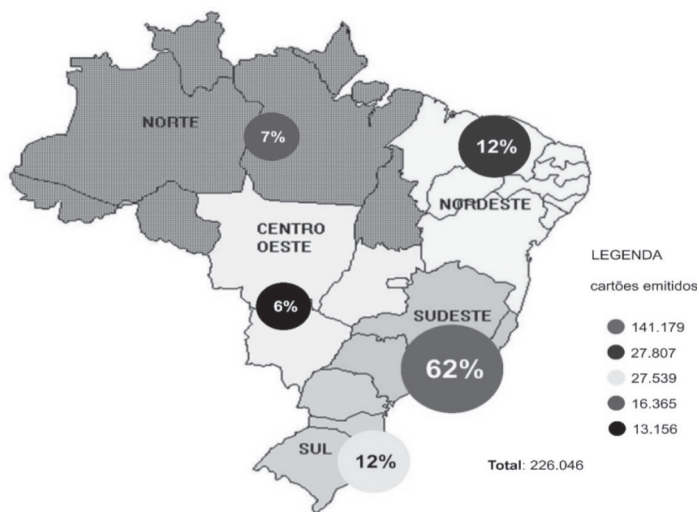 NORTE
7%
12%
NORDESTE
CENTRO
OESTE
6%
SUDESTE
62%
SUL
12%
LEGENDA
cartões emitidos
141.179
27.807
27.539
16.365
13.156
Total: 226.046